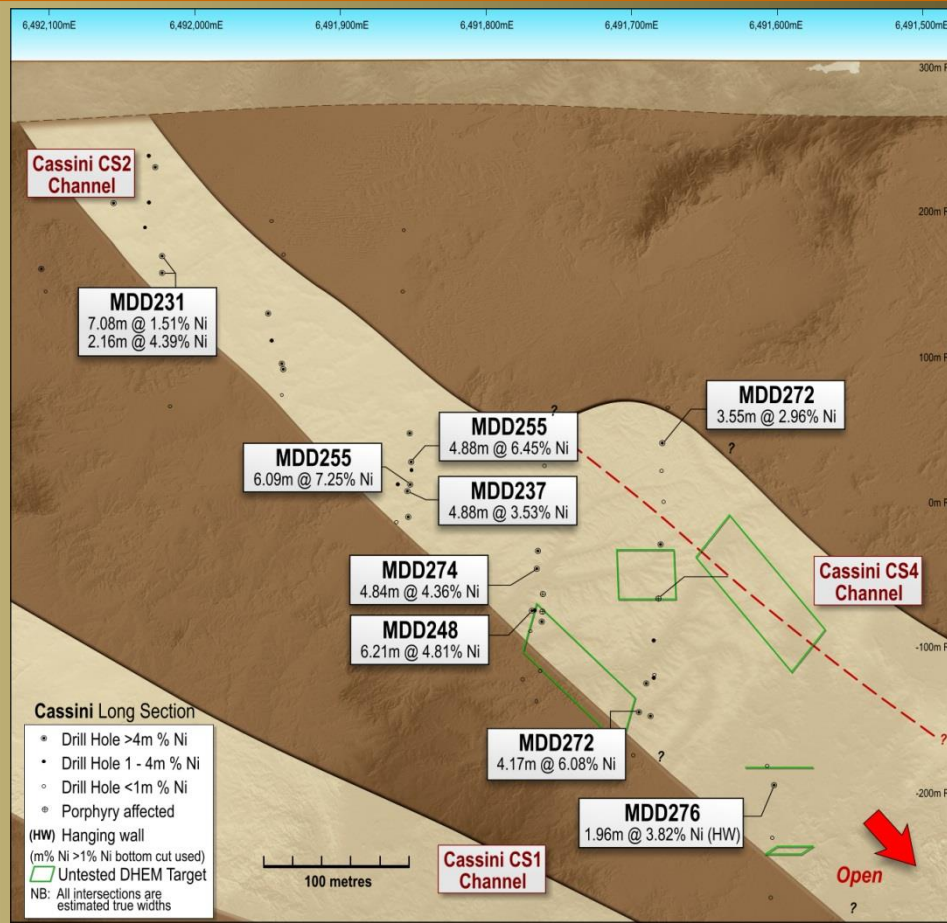 6,492,100mE 6,492,000mE 6,491,900mE 6,491,800mE 6,491,700mE 6,491,600mE 6,491,500mE
300m R
Cassini CS2
Channel
200m R
MDD231
7.08m @ 1.51% Ni
2.16m @ 4.39% Ni
100m R
MDD272
3.55m @ 2.96% Ni
?
?
MDD255
4.88m @ 6.45% Ni
MDD255
6.09m @ 7.25% Ni
MDD237
4.88m @ 3.53% Ni
0m R
MDD274
4.84m @ 4.36% Ni
Cassini CS4
Channel
MDD248
6.21m @ 4.81% Ni
-100m R
MDD272
4.17m @ 6.08% Ni
?
?
-200m R
MDD276
1.96m @ 3.82% Ni (HW)
Cassini CS1
Channel
Open
?
Cassini Long Section
Drill Hole >4m % Ni
Drill Hole 1 - 4m % Ni
Drill Hole <1m % Ni
Porphyry affected
(HW) Hanging wall
(m% Ni >1% Ni bottom cut used)
Untested DHEM Target
NB: All intersections are
estimated true widths
100 metres